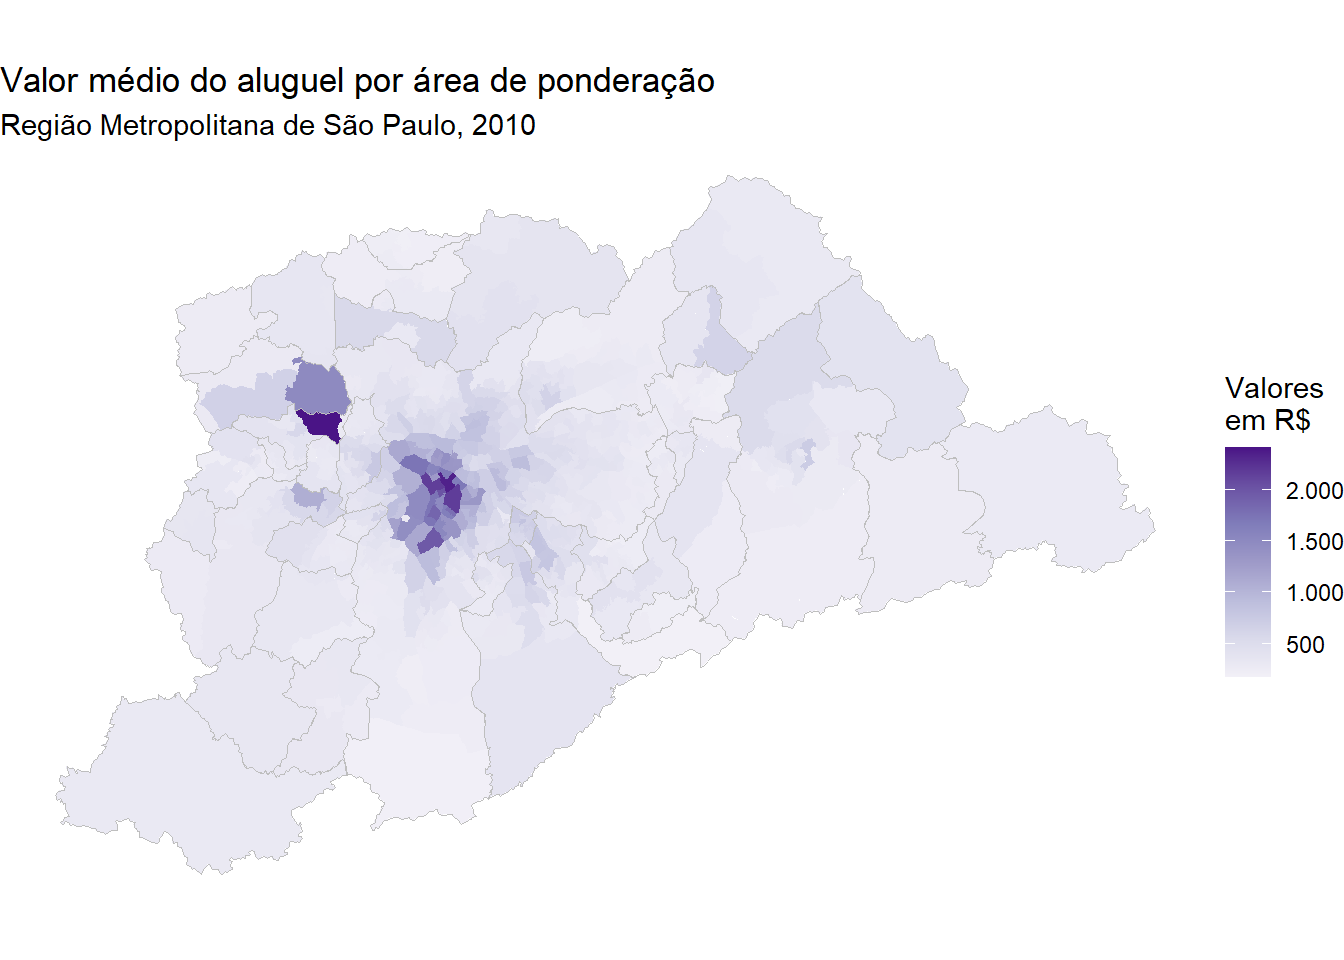 Valor médio do aluguel por área de ponderação
Região Metropolitana de São Paulo, 2010
Valores
em R$
2.000
1.500
1.000
500